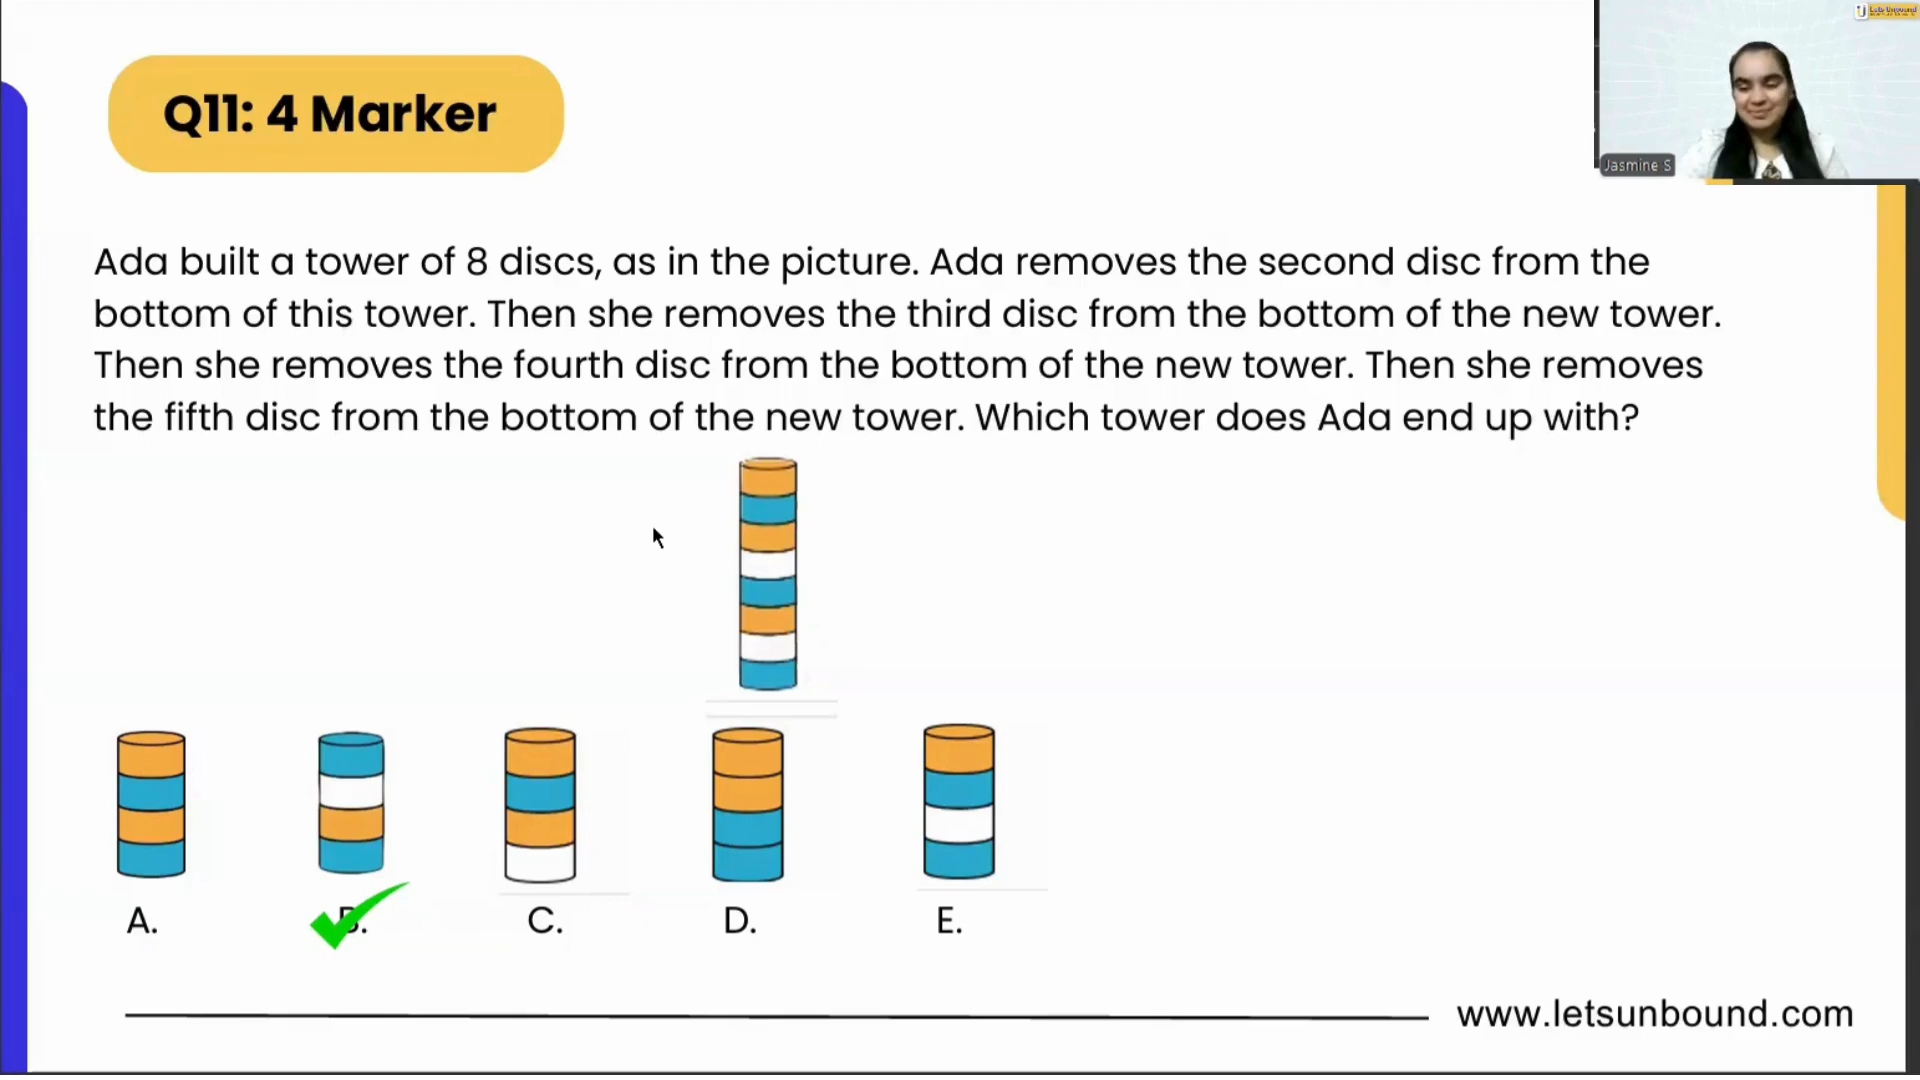 Q11: 4 Marker
Jasmine S
Ada built a tower of 8 discs, as in the picture. Ada removes the second disc from the
bottom of this tower. Then she removes the third disc from the bottom of the new tower.
Then she removes the fourth disc from the bottom of the new tower. Then she removes
the fifth disc from the bottom of the new tower. Which tower does Ada end up with?
A.
B.
C.
D.
E.
www.letsunbound.com